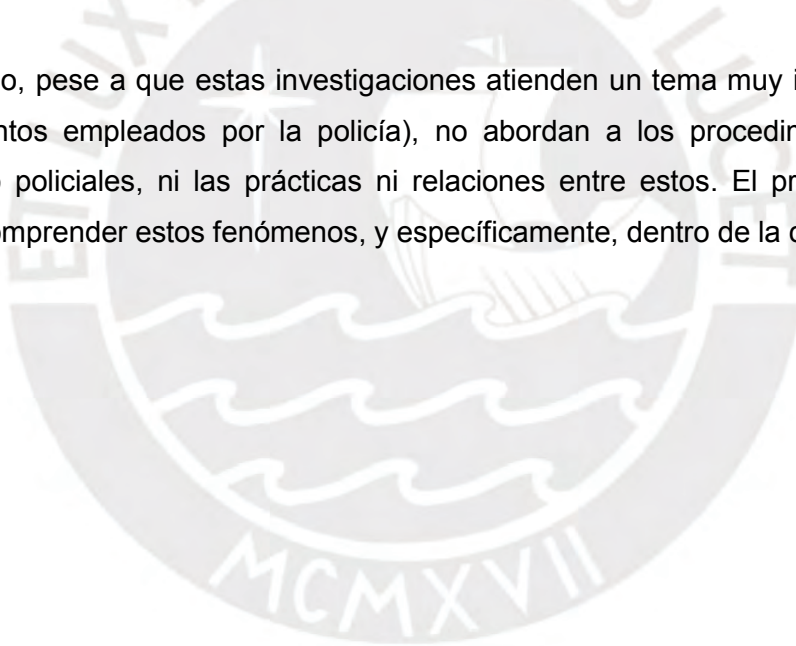 o, pese a que estas investigaciones atienden un tema muy i
ntos empleados por la policía), no abordan a los procedin
policiales, ni las prácticas ni relaciones entre estos. El pr
omprender estos fenómenos, y específicamente, dentro de la
MCMXVII